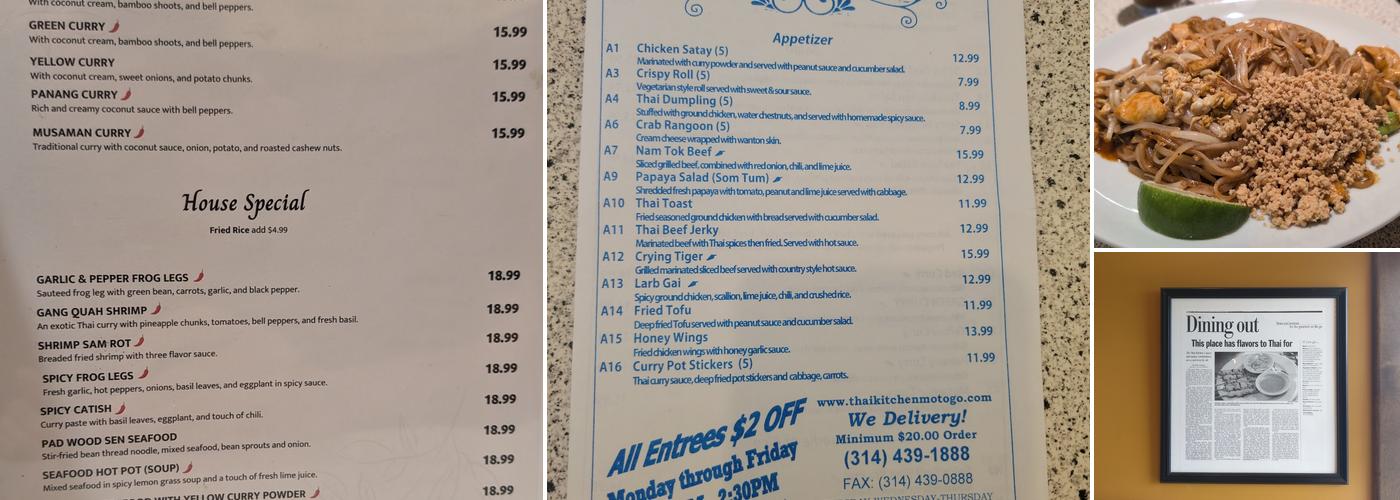 With coconut cream, bamboo shoots, and bell peppers.
GREEN CURRY 15.99
With coconut cream, bamboo shoots, and bell peppers.
YELLOW CURRY 15.99
With coconut cream, sweet onions, and potato chunks.
PANANG CURRY 15.99
Rich and creamy coconut sauce with bell peppers.
MUSAMAN CURRY 15.99
Traditional curry with coconut sauce, onion, potato, and roasted cashew nuts.
House Special
Fried Rice add $4.99
GARLIC & PEPPER FROG LEGS 18.99
Sauteed frog leg with green bean, carrots, garlic, and black pepper.
GANG QUAH SHRIMP 18.99
An exotic Thai curry with pineapple chunks, tomatoes, bell peppers, and fresh basil.
SHRIMP SAM ROT 18.99
Breaded fried shrimp with three flavor sauce.
SPICY FROG LEGS 18.99
Fresh garlic, hot peppers, onions, basil leaves, and eggplant in spicy sauce.
SPICY CATISH 18.99
Curry paste with basil leaves, eggplant, and touch of chili.
PAD WOOD SEN SEAFOOD 18.99
Stir-fried bean thread noodle, mixed seafood, bean sprouts and onion.
SEAFOOD HOT POT (SOUP) 18.99
Mixed seafood in spicy lemon grass soup and a touch of fresh lime juice.
WITH YELLOW CURRY POWDER 18.99
Appetizer
A1 Chicken Satay (5) 12.99
Marinated with curry powder and served with peanut sauce and cucumber salad.
A3 Crispy Roll (5) 7.99
Vegetarian style roll served with sweet & sour sauce.
A4 Thai Dumpling (5) 8.99
Stuffed with ground chicken, water chestnuts, and served with homemade spicy sauce.
A6 Crab Rangoon (5) 7.99
Cream cheese wrapped with wanton skin.
A7 Nam Tok Beef 15.99
Sliced grilled beef, combined with red onion, chili, and lime juice.
A9 Papaya Salad (Som Tum) 12.99
Shredded fresh papaya with tomato, peanut and lime juice served with cabbage.
A10 Thai Toast 11.99
Fried seasoned ground chicken with bread served with cucumber salad.
A11 Thai Beef Jerky 12.99
Marinated beef with Thai spices then fried. Served with hot sauce.
A12 Crying Tiger 15.99
Grilled marinated sliced beef served with country style hot sauce.
A13 Larb Gai 12.99
Spicy ground chicken, scallion, lime juice, chili, and crushed rice.
A14 Fried Tofu 11.99
Deep fried Tofu served with peanut sauce and cucumber salad.
A15 Honey Wings 13.99
Fried chicken wings with honey garlic sauce.
A16 Curry Pot Stickers (5) 11.99
Thai curry sauce, deep fried pot stickers and cabbage, carrots.
All Entrees $2 OFF
Monday through Friday
2:30PM
www.thaikitchenmotogo.com
We Delivery!
Minimum $20.00 Order
(314) 439-1888
FAX: (314) 439-0888
Dining out
This place has flavors to Thai for